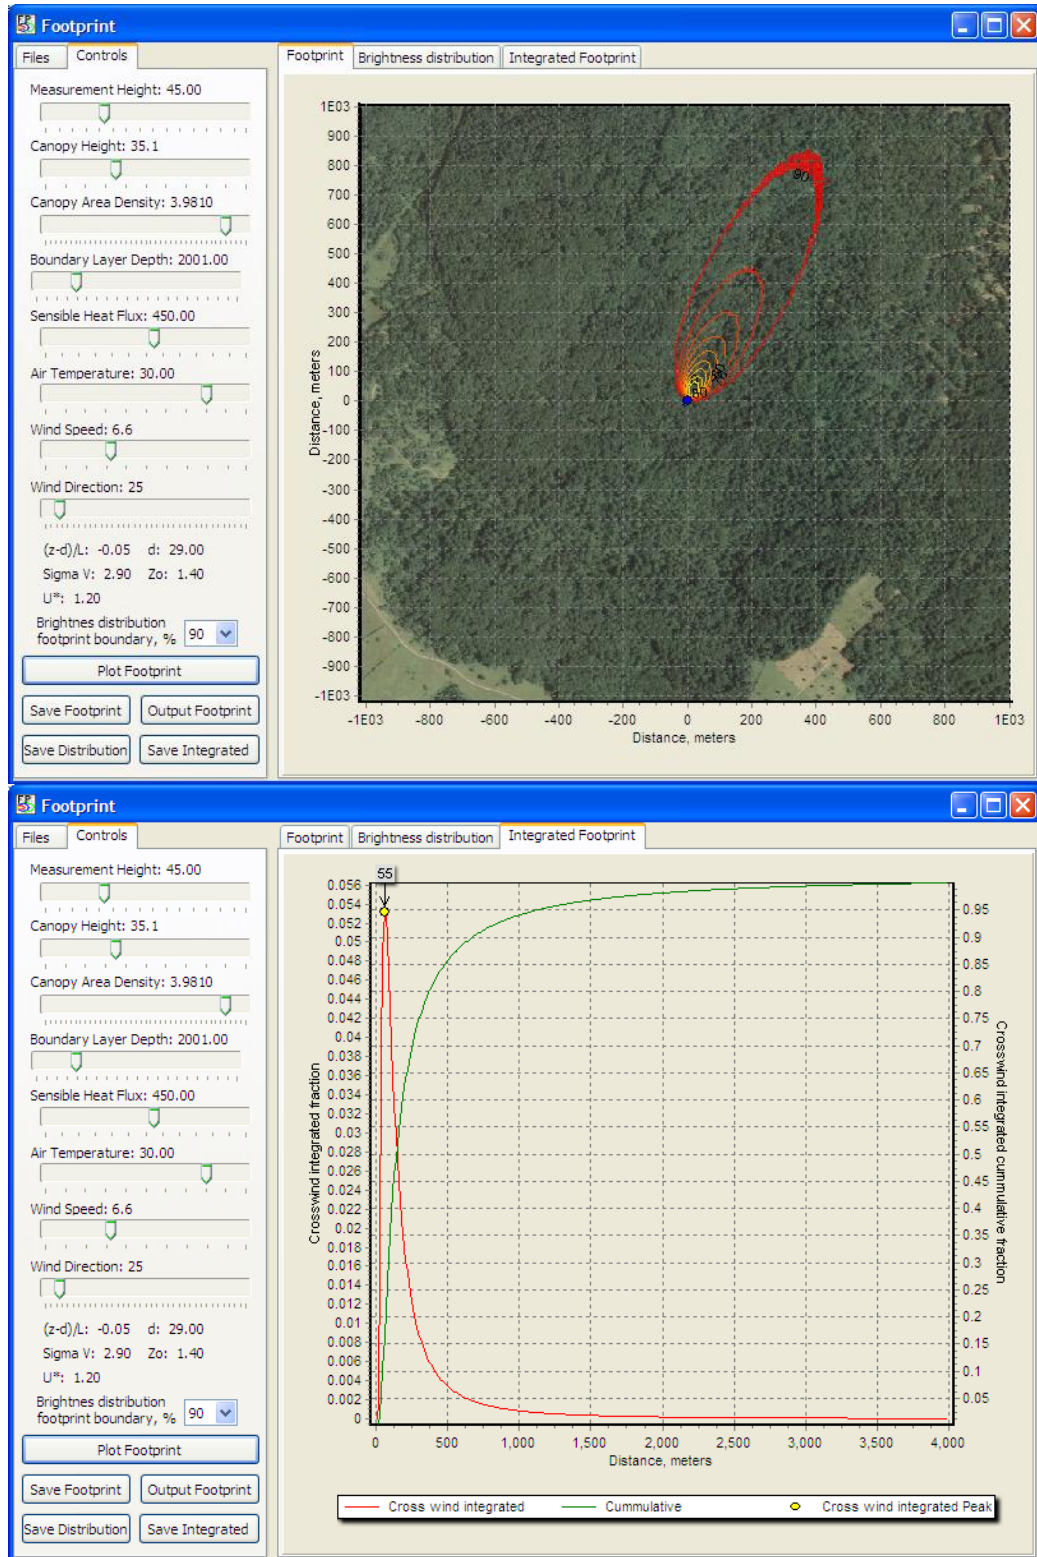 Footprint
Files Controls
Footprint Brightness distribution Integrated Footprint
Measurement Height: 45.00
Canopy Height: 35.1
Canopy Area Density: 3.9810
Boundary Layer Depth: 2001.00
Sensible Heat Flux: 450.00
Air Temperature: 30.00
Wind Speed: 6.6
Wind Direction: 25
(z-d)/L: -0.05 d: 29.00
Sigma V: 2.90 Zo: 1.40
U*: 1.20
Brightnes distribution
footprint boundary, % 90
Plot Footprint
Save Footprint Output Footprint
Save Distribution Save Integrated
1E03
900
800
700
600
500
400
300
200
100
0
-100
-200
-300
-400
-500
-600
-700
-800
-900
-1E03
Distance, meters
90
80
-1E03 -800 -600 -400 -200 0 200 400 600 800 1E03
Distance, meters
Footprint
Files Controls
Footprint Brightness distribution Integrated Footprint
Measurement Height: 45.00
Canopy Height: 35.1
Canopy Area Density: 3.9810
Boundary Layer Depth: 2001.00
Sensible Heat Flux: 450.00
Air Temperature: 30.00
Wind Speed: 6.6
Wind Direction: 25
(z-d)/L: -0.05 d: 29.00
Sigma V: 2.90 Zo: 1.40
U*: 1.20
Brightnes distribution
footprint boundary, % 90
Plot Footprint
Save Footprint Output Footprint
Save Distribution Save Integrated
55
0.056
0.054
0.052
0.05
0.048
0.046
0.044
0.042
0.04
0.038
0.036
0.034
0.032
0.03
0.028
0.026
0.024
0.022
0.02
0.018
0.016
0.014
0.012
0.01
0.008
0.006
0.004
0.002
0
Crosswind integrated fraction
0.95
0.9
0.85
0.8
0.75
0.7
0.65
0.6
0.55
0.5
0.45
0.4
0.35
0.3
0.25
0.2
0.15
0.1
0.05
Crosswind integrated cummulative fraction
0 500 1,000 1,500 2,000 2,500 3,000 3,500 4,000
Distance, meters
Cross wind integrated Cummulative Cross wind integrated Peak